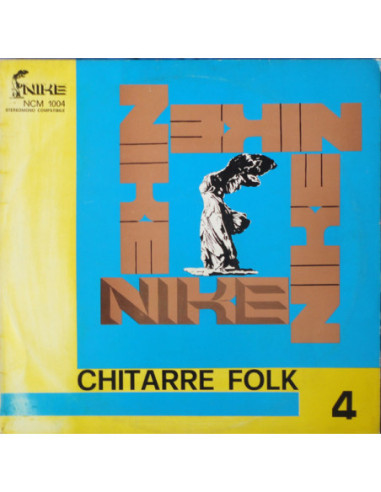 NIKE
NCM 1004
STEREO/MONO COMPATIBILE
NIKE
NIKE
NIKE
NIKE
CHITARRE FOLK
4